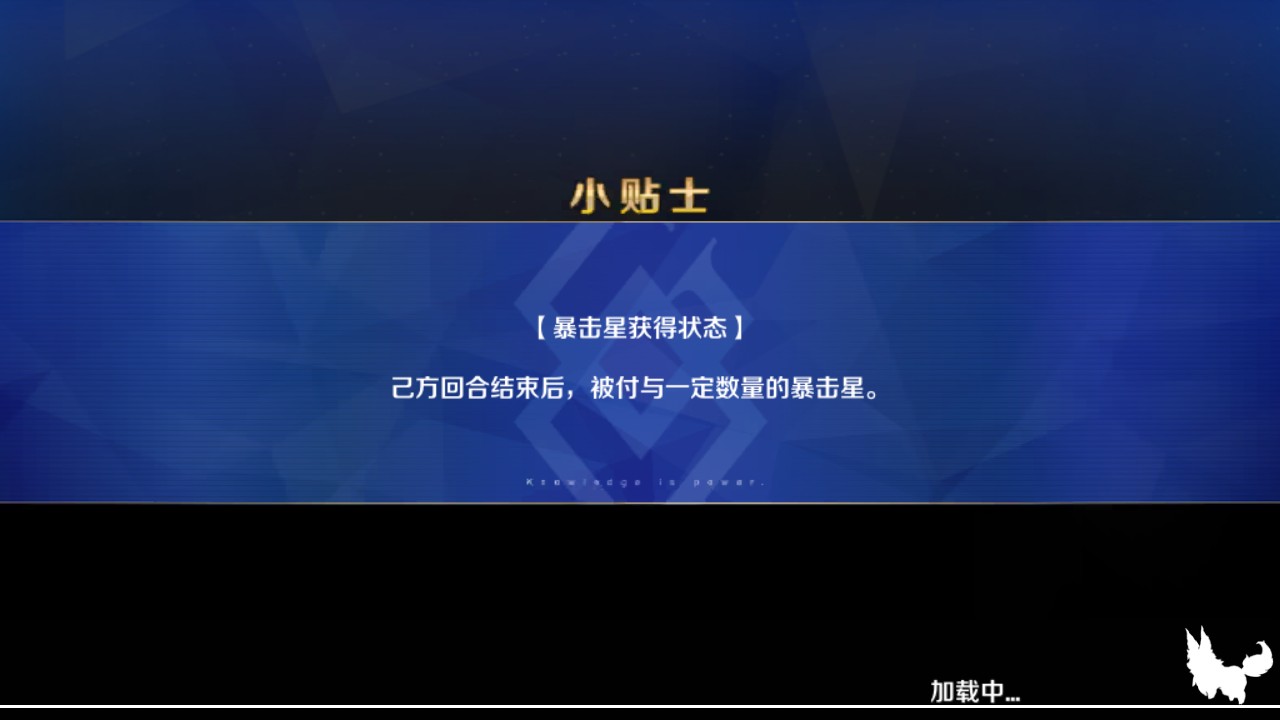 小贴士
【暴击星获得状态】
己方回合结束后，被付与一定数量的暴击星。
Knowledge is power.
加载中...